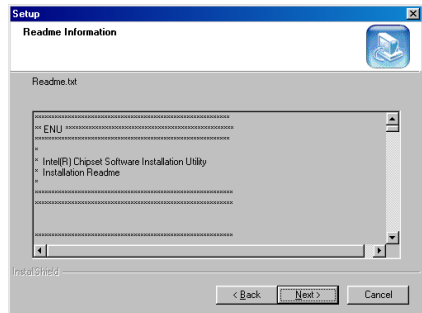 Setup
Readme Information
Readme.txt
*********************************************************
** ENU ************************************************
*********************************************************
*
* Intel(R) Chipset Software Installation Utility
* Installation Readme
*
*********************************************************
*********************************************************
*********************************************************
InstallShield
< Back
Next >
Cancel